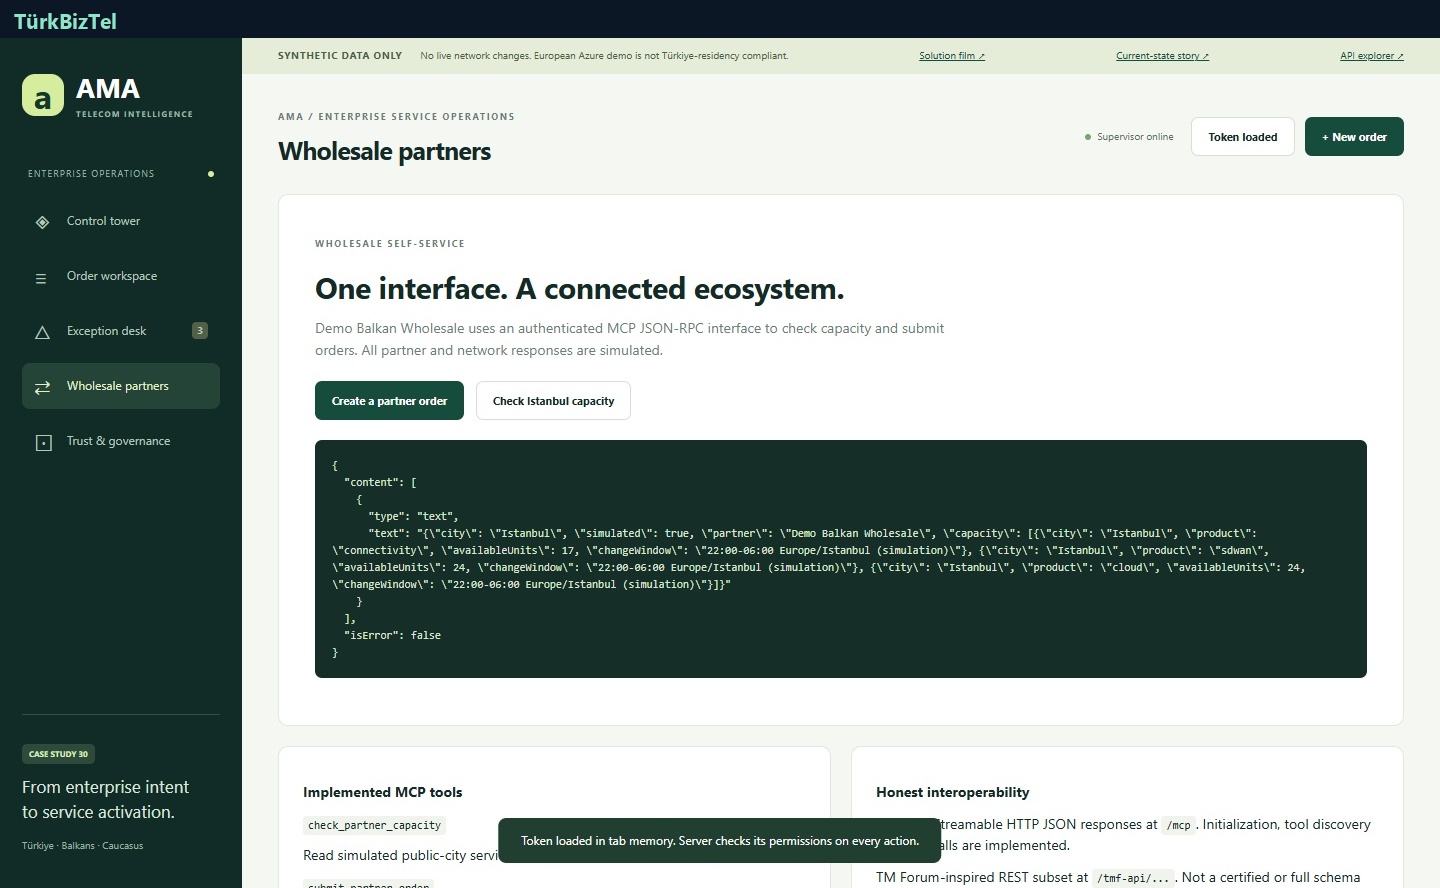 TürkBizTel
a
AMA
TELECOM INTELLIGENCE
ENTERPRISE OPERATIONS
Control tower
Order workspace
Exception desk 3
Wholesale partners
Trust & governance
CASE STUDY 30
From enterprise intent
to service activation.
Türkiye · Balkans · Caucasus
SYNTHETIC DATA ONLY No live network changes. European Azure demo is not Türkiye-residency compliant. Solution film ↗ Current-state story ↗ API explorer ↗
AMA / ENTERPRISE SERVICE OPERATIONS
Wholesale partners
Supervisor online Token loaded + New order
WHOLESALE SELF-SERVICE
One interface. A connected ecosystem.
Demo Balkan Wholesale uses an authenticated MCP JSON-RPC interface to check capacity and submit
orders. All partner and network responses are simulated.
Create a partner order Check Istanbul capacity
{
"content": [
{
"type": "text",
"text": "{\"city\": \"Istanbul\", \"simulated\": true, \"partner\": \"Demo Balkan Wholesale\", \"capacity\": [{\"city\": \"Istanbul\", \"product\":
\"connectivity\", \"availableUnits\": 17, \"changeWindow\": \"22:00-06:00 Europe/Istanbul (simulation)\"}, {\"city\": \"Istanbul\", \"product\": \"sdwan\",
\"availableUnits\": 24, \"changeWindow\": \"22:00-06:00 Europe/Istanbul (simulation)\"}, {\"city\": \"Istanbul\", \"product\": \"cloud\", \"availableUnits\": 24,
\"changeWindow\": \"22:00-06:00 Europe/Istanbul (simulation)\"}]}"
}
],
"isError": false
}
Implemented MCP tools
check_partner_capacity
Read simulated public-city
submit_partner_order
Honest interoperability
HTTP JSON responses at /mcp. Initialization, tool discovery
are implemented.
TM Forum-inspired REST subset at /tmf-api/... . Not a certified or full schema
Token loaded in tab memory. Server checks its permissions on every action.